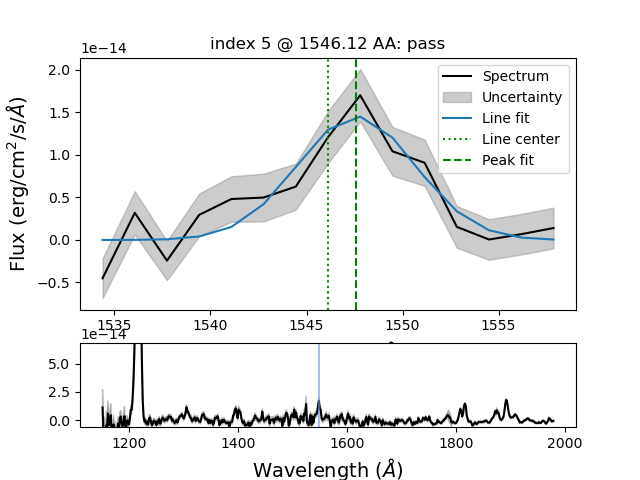 index 5 @ 1546.12 AA: pass
1e−14
2.0
1.5
1.0
0.5
0.0
−0.5
Flux (erg/cm²/s/Å)
Spectrum
Uncertainty
Line fit
Line center
Peak fit
1535 1540 1545 1550 1555
1e−14
5.0
2.5
0.0
1200 1400 1600 1800 2000
Wavelength (Å)